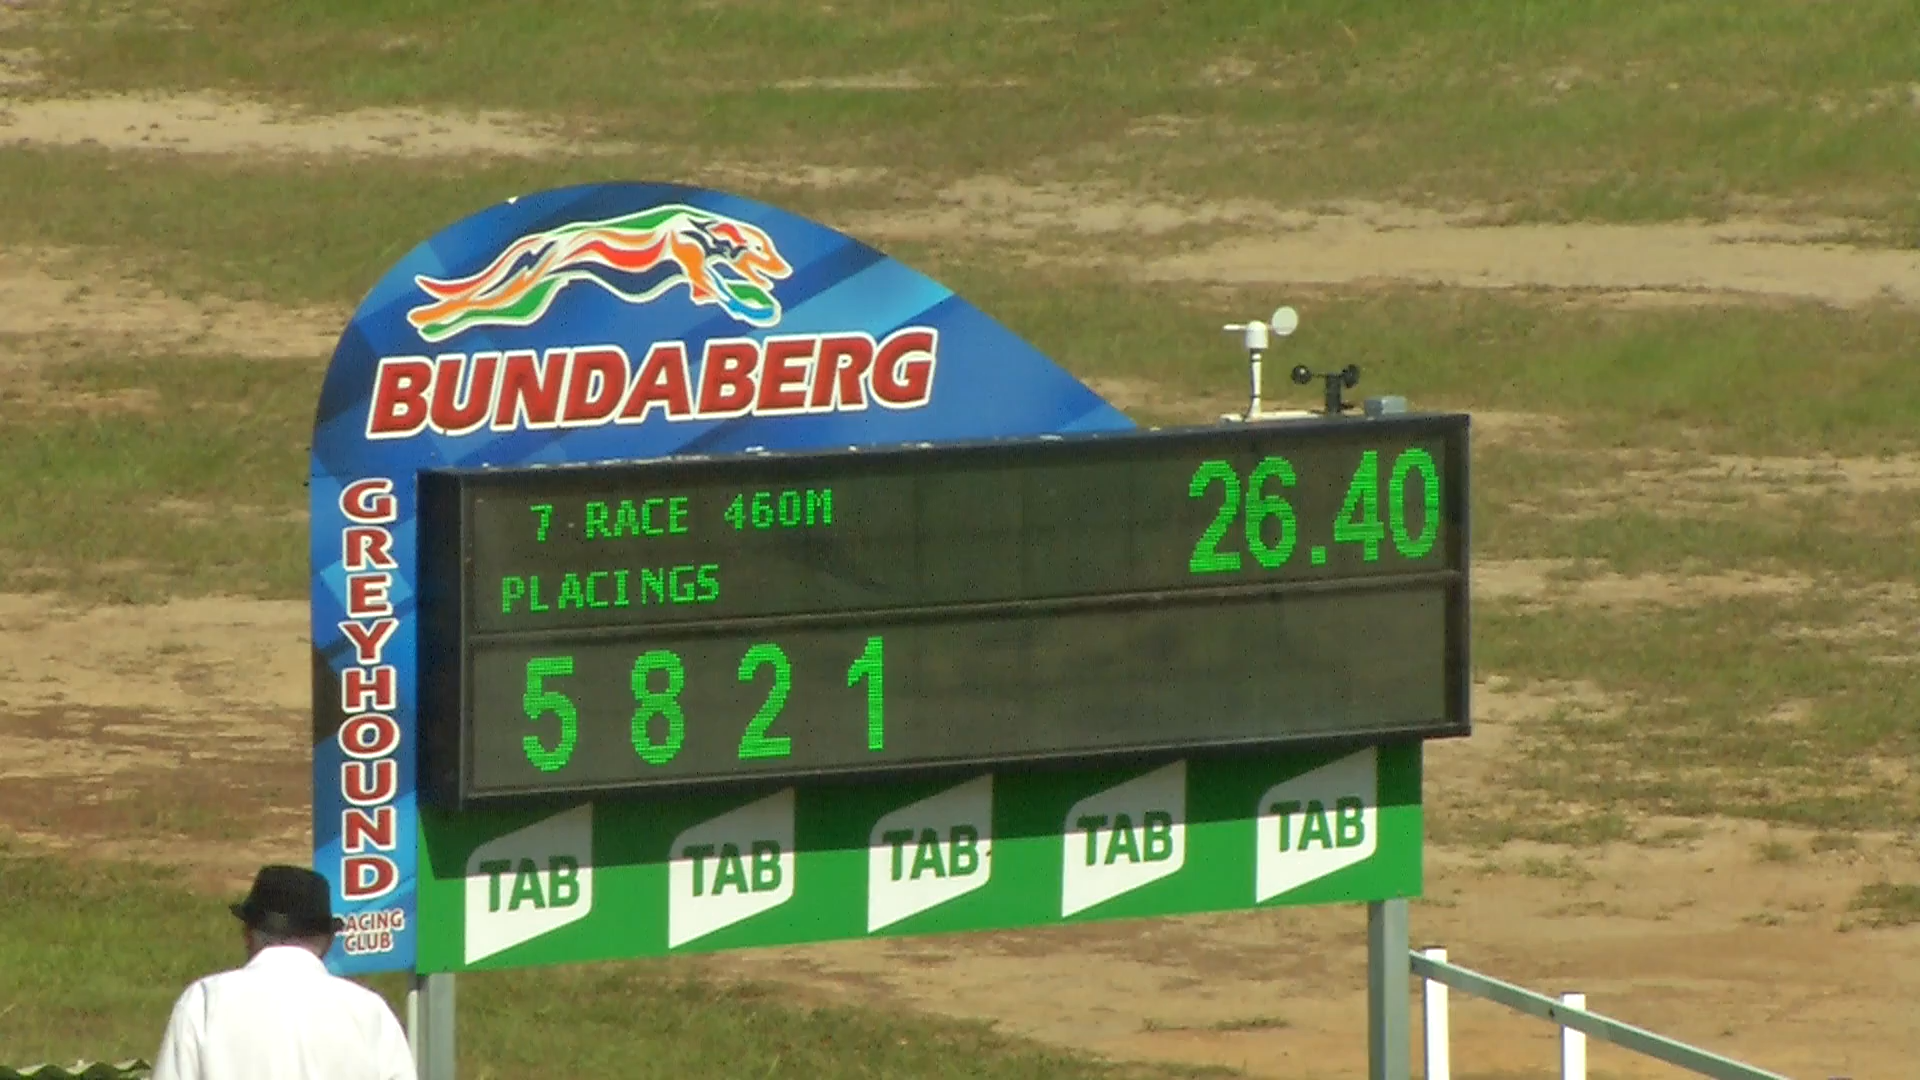 BUNDABERG
GREYHOUND
RACING
CLUB
7 RACE 460M
26.40
PLACINGS
5 8 2 1
TAB TAB TAB TAB TAB